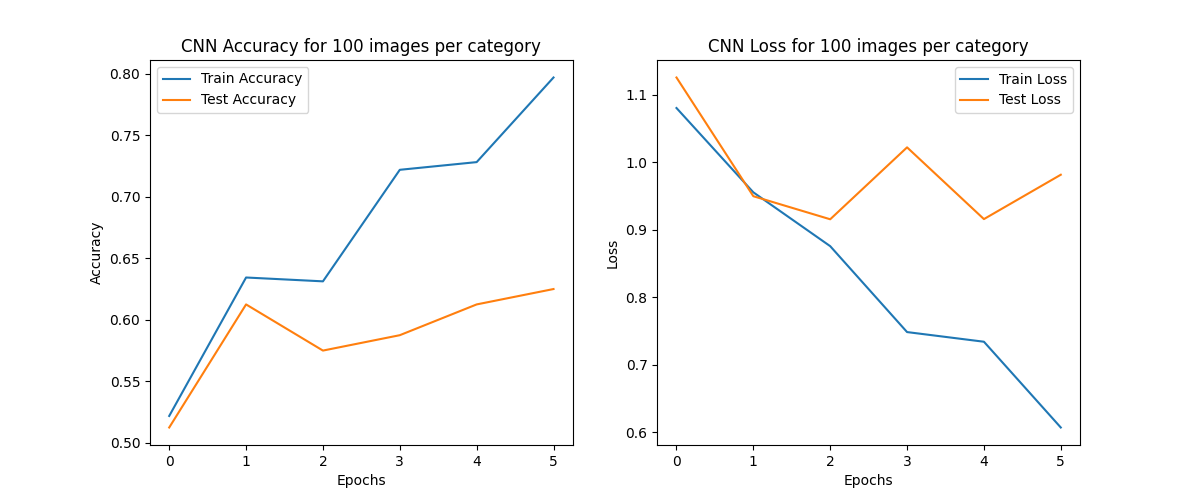 CNN Accuracy for 100 images per category
Train Accuracy
Test Accuracy
0.80
0.75
0.70
0.65
0.60
0.55
0.50
Accuracy
0 1 2 3 4 5
Epochs
CNN Loss for 100 images per category
Train Loss
Test Loss
1.1
1.0
0.9
0.8
0.7
0.6
Loss
0 1 2 3 4 5
Epochs